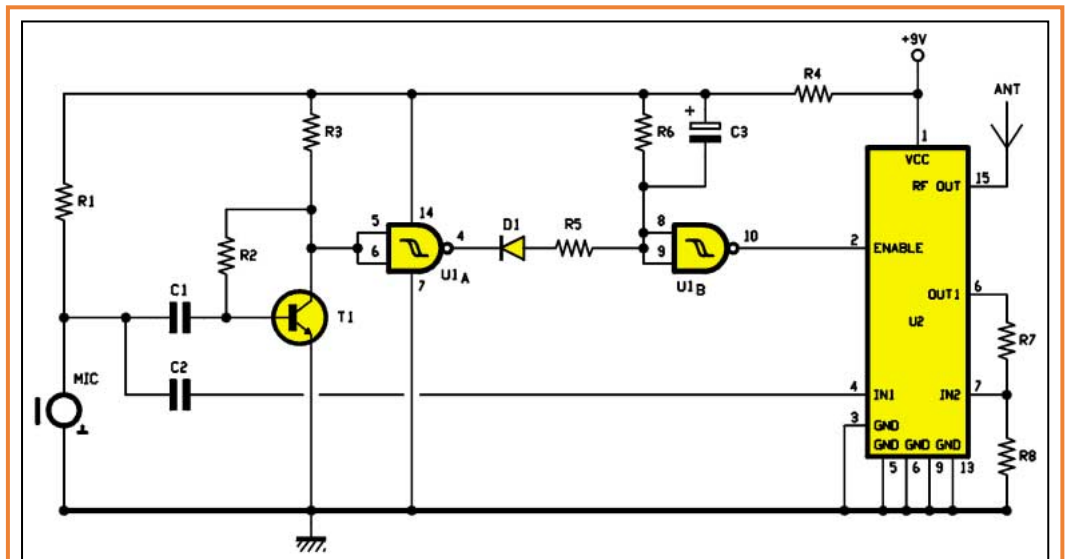 +9V
R4
ANT
R3
R6
+
C3
1
VCC
RF OUT
15
R1
5
14
4
D1
R5
8
10
2
ENABLE
R2
6
9
U1A
7
U1B
OUT1
6
C1
T1
U2
R7
MIC
C2
4
IN1
IN2
7
3
GND
GND
GND
GND
R8
5
6
9
13